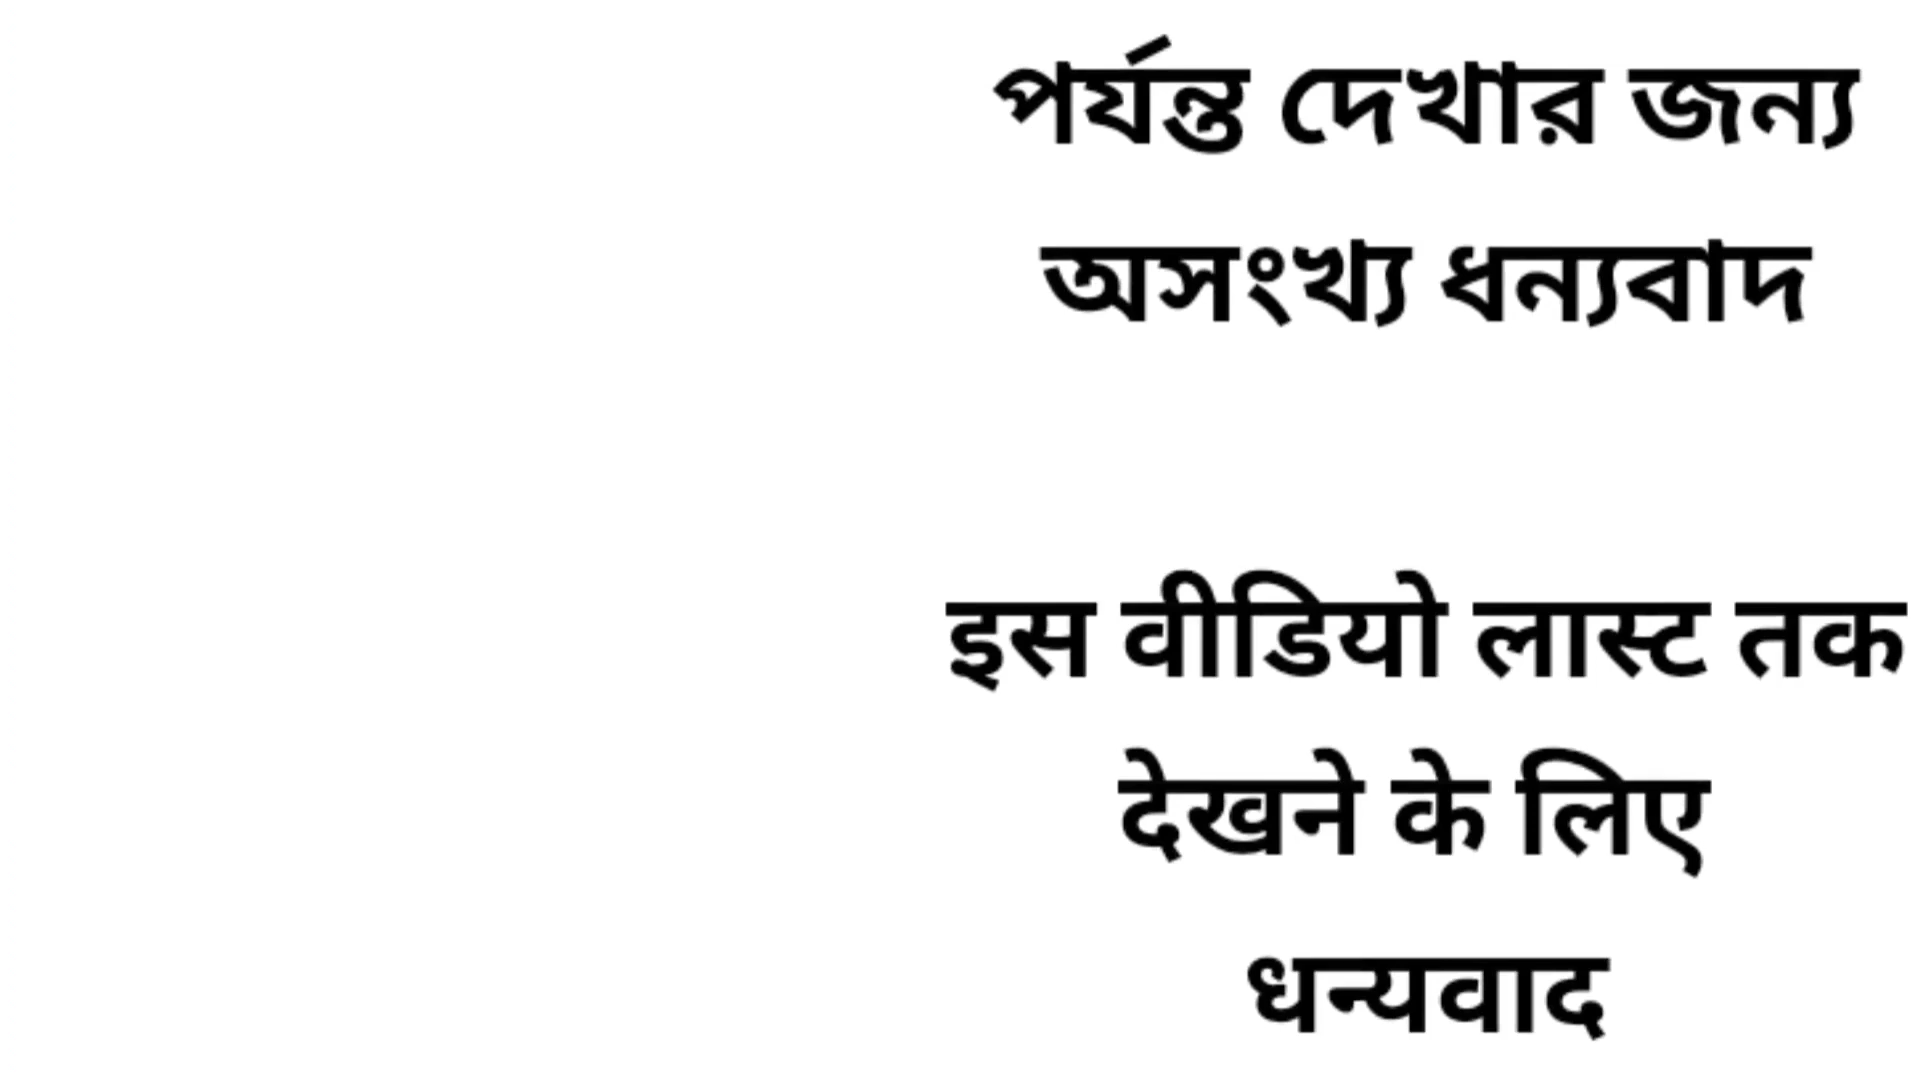 পর্যন্ত দেখার জন্য
অসংখ্য ধন্যবাদ
इस वीडियो लास्ट तक
देखने के लिए
धन्यवाद